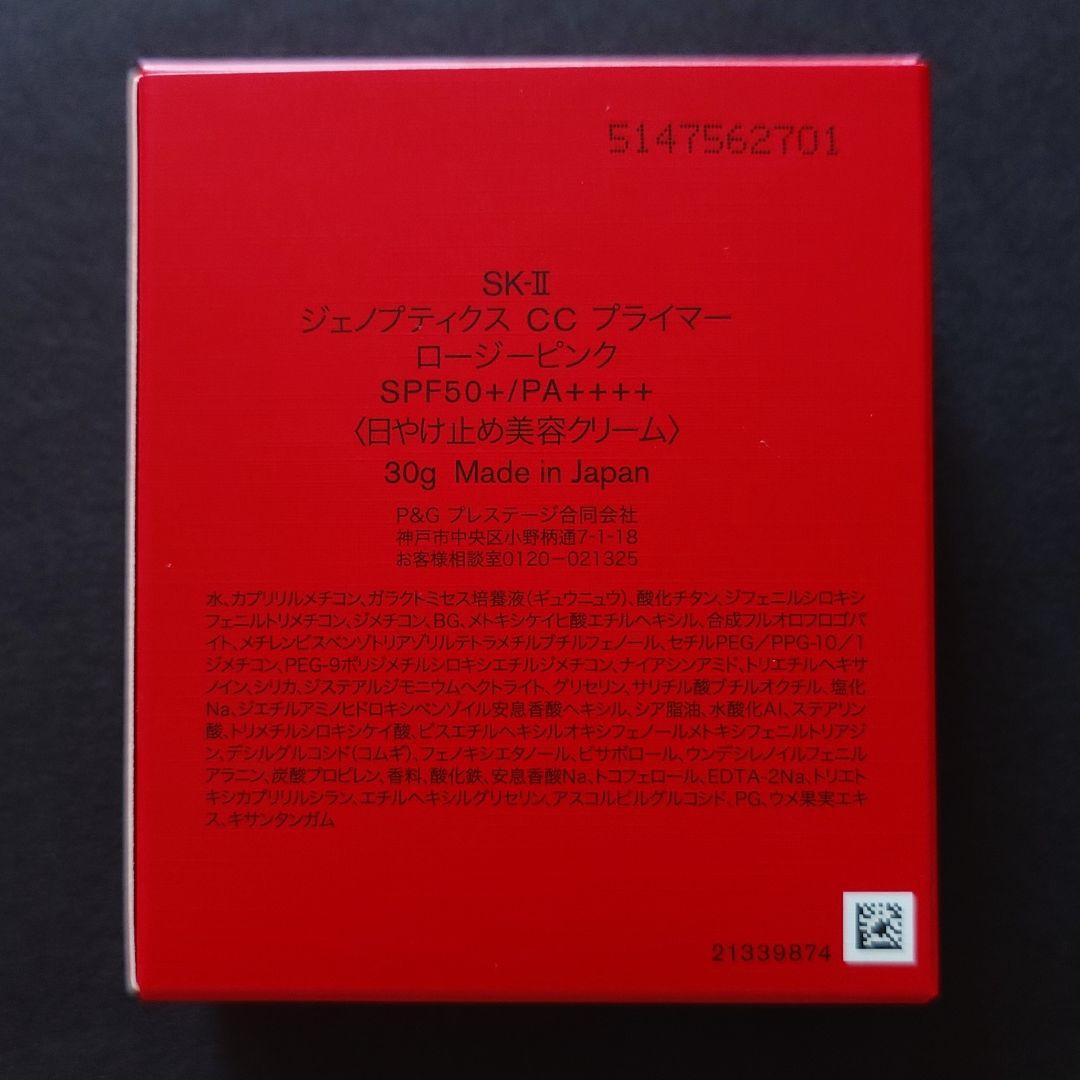 5147562701
SK-Ⅱ
ジェノプティクス CC プライマー
ロージーピンク
SPF50+/PA++++
〈日やけ止め美容クリーム〉
30g Made in Japan
P&G プレステージ合同会社
神戸市中央区小野柄通7-1-18
お客様相談室0120-021325
水、カプリリルメチコン、ガラクトミセス培養液(ギュウニュウ)、酸化チタン、ジフェニルシロキシ
フェニルトリメチコン、ジメチコン、BG、メトキシケイヒ酸エチルヘキシル、合成フルオロフロゴパ
イト、メチレンビスベンゾトリアゾリルテトラメチルブチルフェノール、セチルPEG/PPG-10/1
ジメチコン、PEG-9ポリジメチルシロキシエチルジメチコン、ナイアシンアミド、トリエチルヘキサ
ノイン、シリカ、ジステアルジモニウムヘクトライト、グリセリン、サリチル酸ブチルオクチル、塩化
Na、ジエチルアミノヒドロキシベンゾイル安息香酸ヘキシル、シア脂油、水酸化Al、ステアリン
酸、トリメチルシロキシケイ酸、ビスエチルヘキシルオキシフェノールメトキシフェニルトリアジ
ン、デシルグルコシド(コムギ)、フェノキシエタノール、ビサボロール、ウンデシレノイルフェニル
アラニン、炭酸プロピレン、香料、酸化鉄、安息香酸Na、トコフェロール、EDTA-2Na、トリエト
キシカプリリルシラン、エチルヘキシルグリセリン、アスコルビルグルコシド、PG、ウメ果実エキ
ス、キサンタンガム
21339874